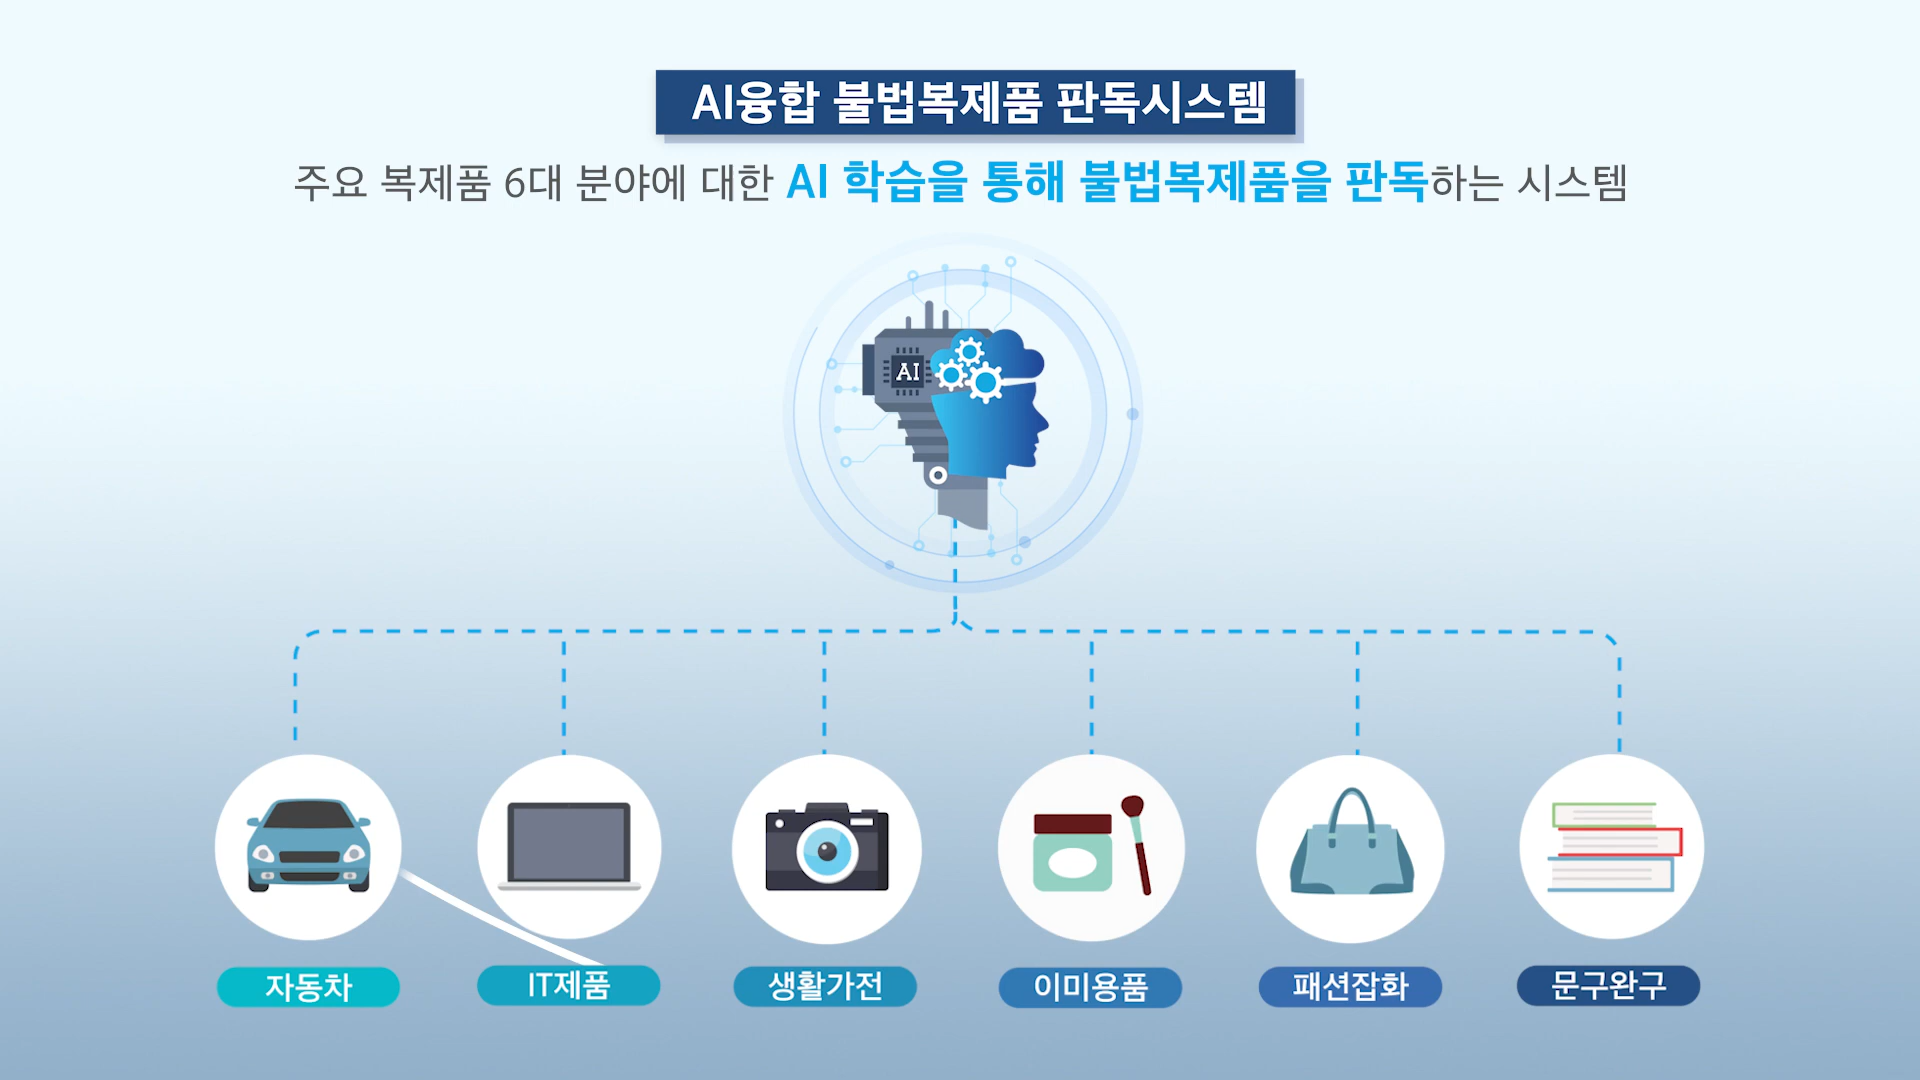 AI융합 불법복제품 판독시스템
주요 복제품 6대 분야에 대한 AI 학습을 통해 불법복제품을 판독하는 시스템
AI
자동차
IT제품
생활가전
이미용품
패션잡화
문구완구